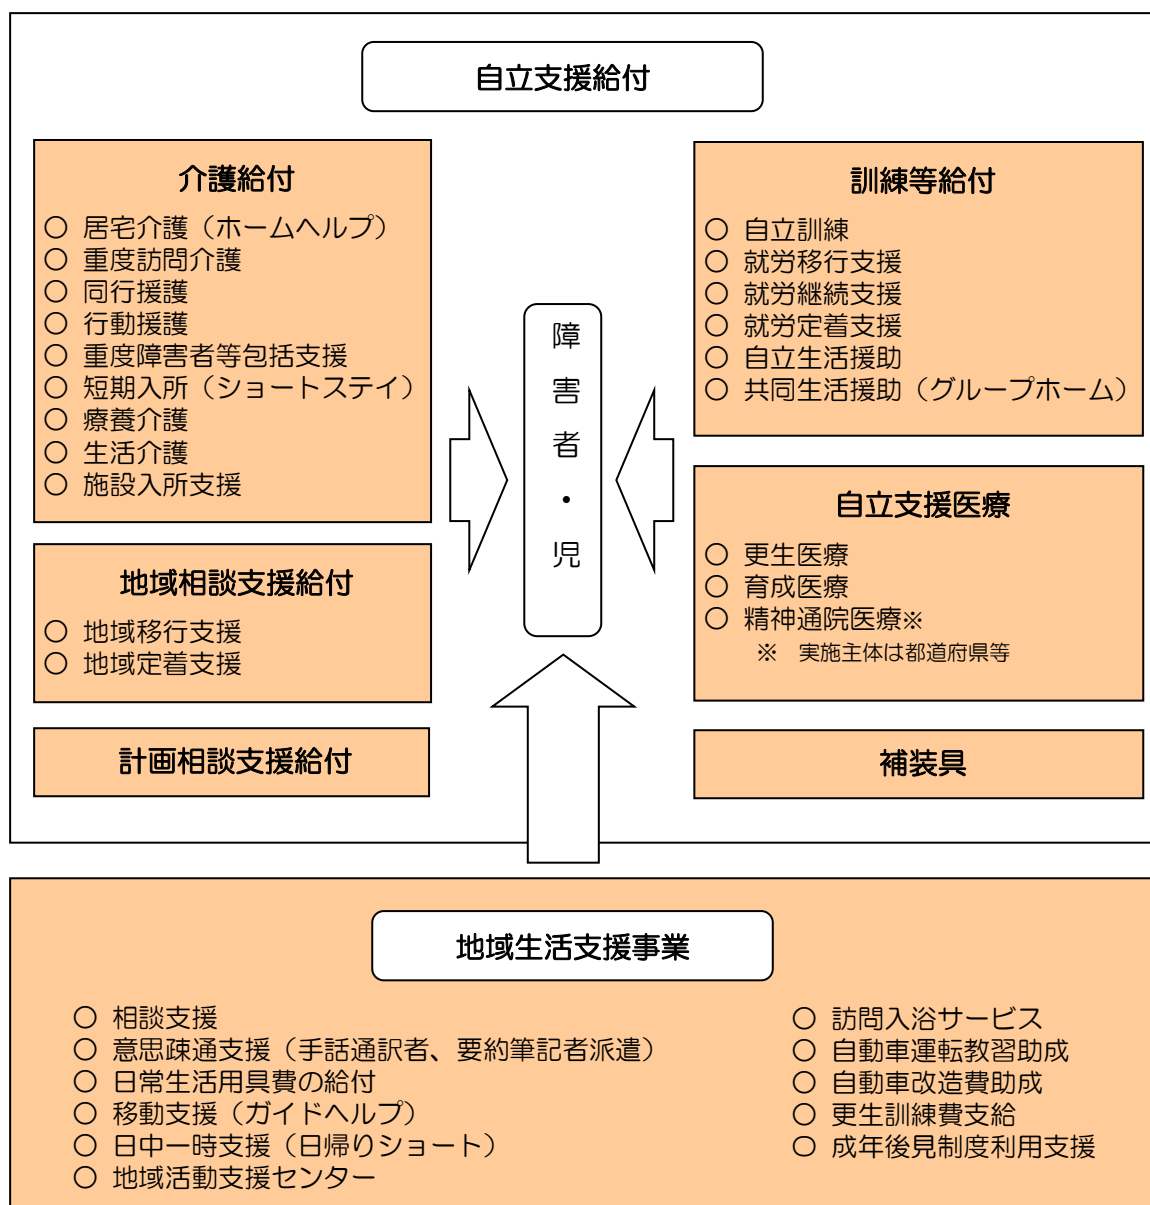 自立支援給付
介護給付
○ 居宅介護（ホームヘルプ）
○ 重度訪問介護
○ 同行援護
○ 行動援護
○ 重度障害者等包括支援
○ 短期入所（ショートステイ）
○ 療養介護
○ 生活介護
○ 施設入所支援
地域相談支援給付
○ 地域移行支援
○ 地域定着支援
計画相談支援給付
障害者・児
訓練等給付
○ 自立訓練
○ 就労移行支援
○ 就労継続支援
○ 就労定着支援
○ 自立生活援助
○ 共同生活援助（グループホーム）
自立支援医療
○ 更生医療
○ 育成医療
○ 精神通院医療※
※　実施主体は都道府県等
補装具
地域生活支援事業
○ 相談支援
○ 意思疎通支援（手話通訳者、要約筆記者派遣）
○ 日常生活用具費の給付
○ 移動支援（ガイドヘルプ）
○ 日中一時支援（日帰りショート）
○ 地域活動支援センター
○ 訪問入浴サービス
○ 自動車運転教習助成
○ 自動車改造費助成
○ 更生訓練費支給
○ 成年後見制度利用支援